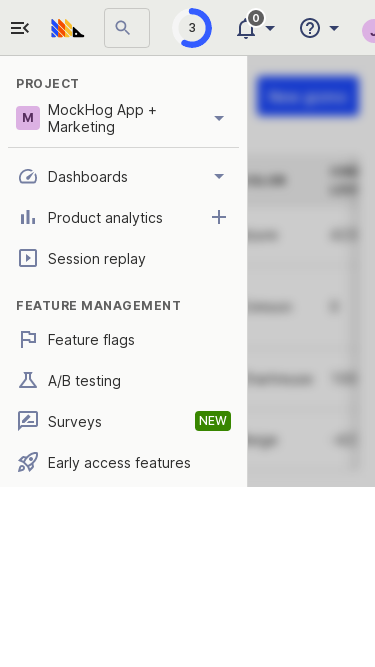 3
0
PROJECT
M
MockHog App +
Marketing
Dashboards
Product analytics
Session replay
FEATURE MANAGEMENT
Feature flags
A/B testing
Surveys
NEW
Early access features